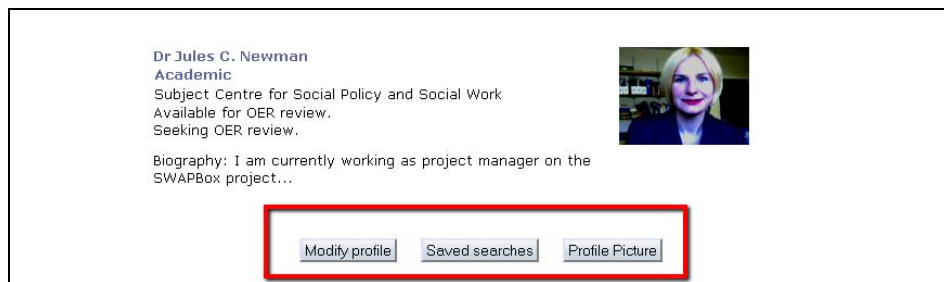 Dr Jules C. Newman
Academic
Subject Centre for Social Policy and Social Work
Available for OER review.
Seeking OER review.
Biography: I am currently working as project manager on the
SWAPBox project...
Modify profile Saved searches Profile Picture